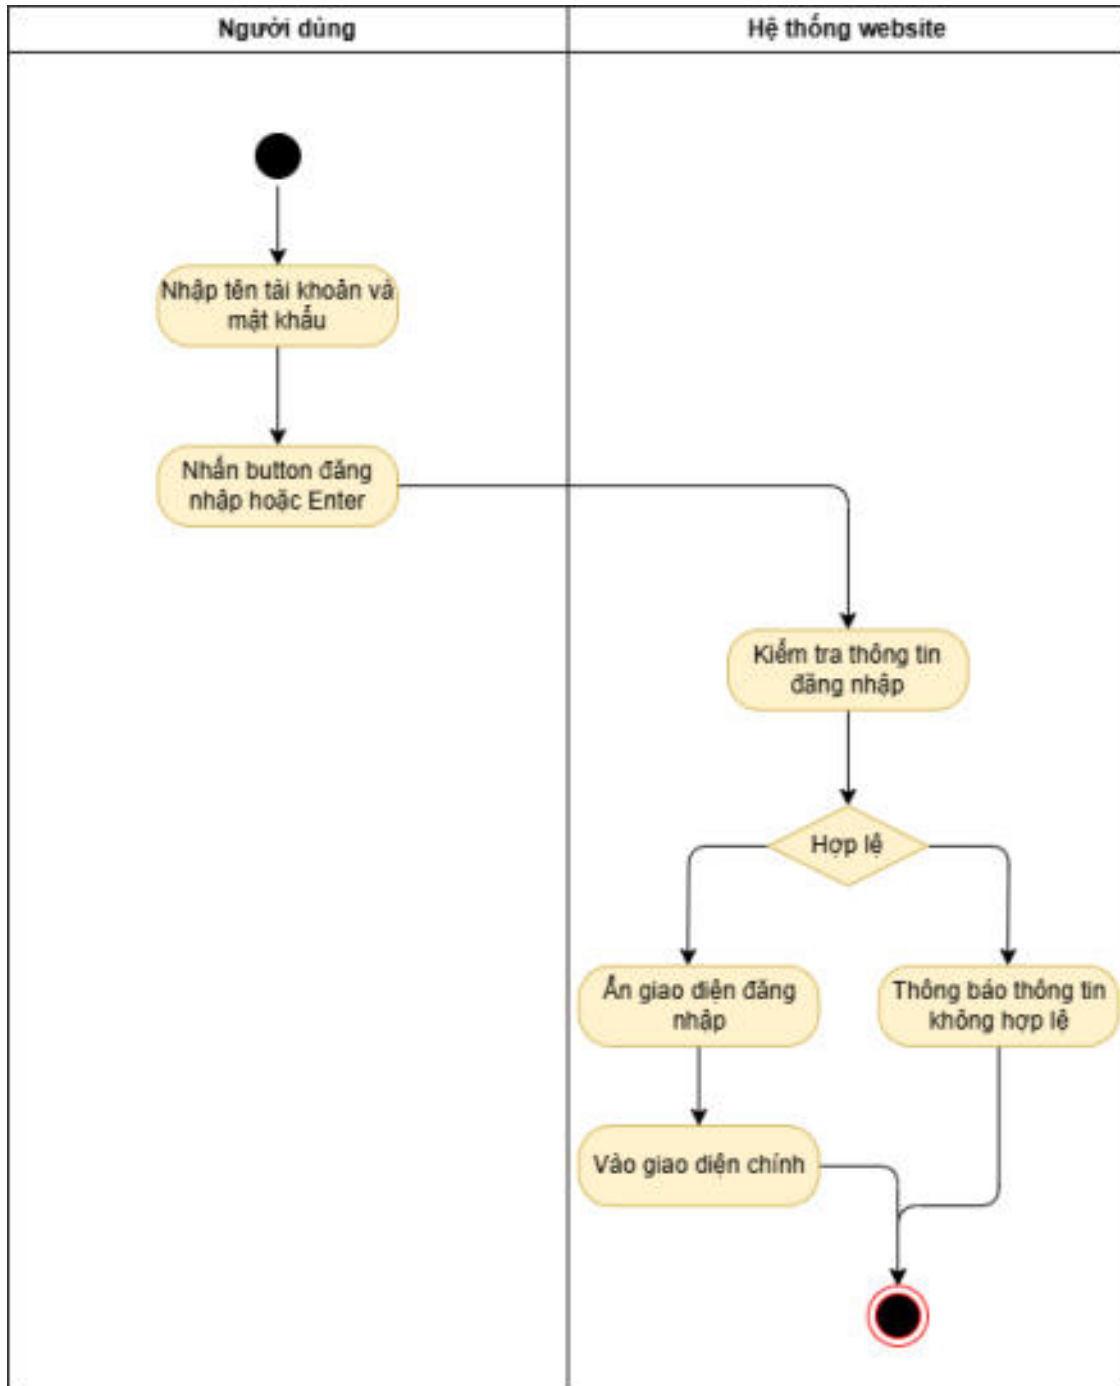 Người dùng
Hệ thống website
Nhập tên tài khoản và
mật khẩu
Nhấn button đăng
nhập hoặc Enter
Kiểm tra thông tin
đăng nhập
Hợp lệ
Ẩn giao diện đăng
nhập
Thông báo thông tin
không hợp lệ
Vào giao diện chính